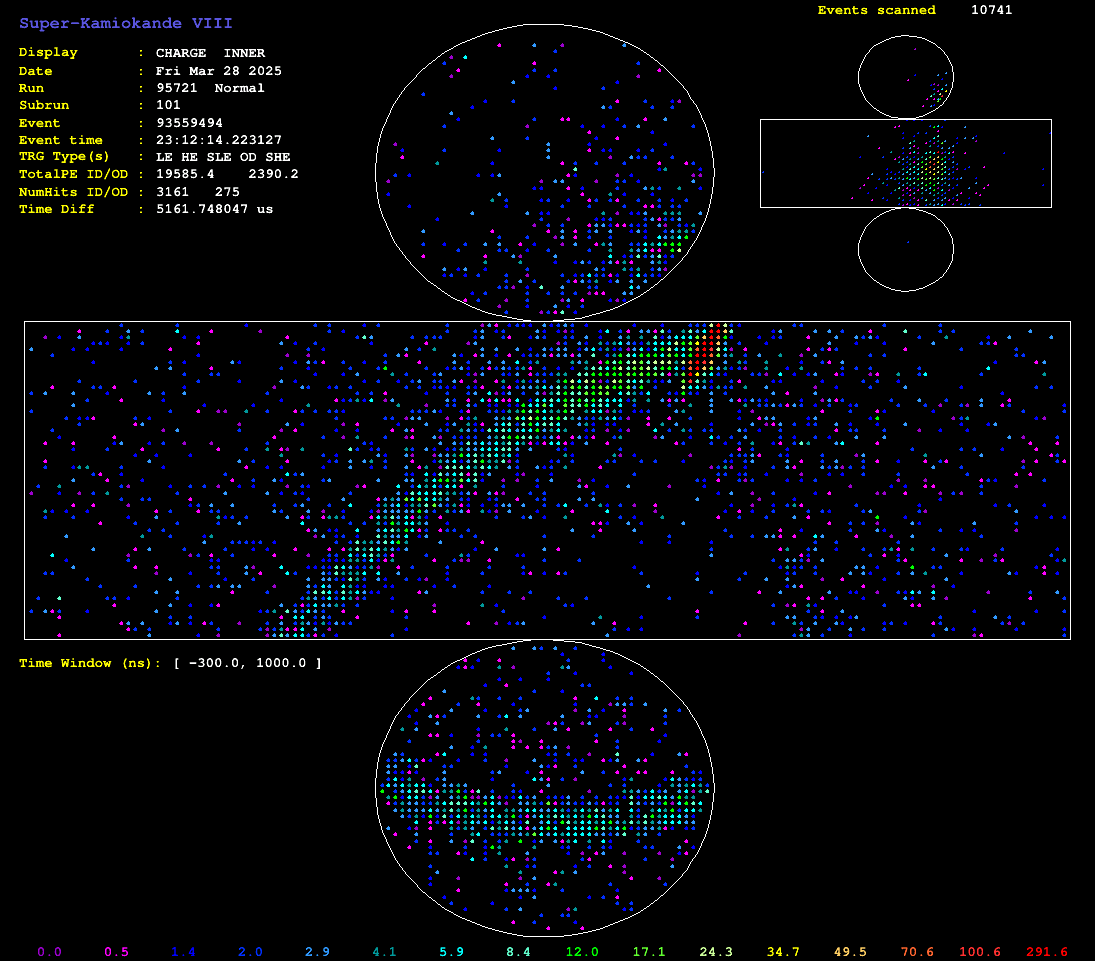 Super-Kamiokande VIII
Events scanned 10741
Display : CHARGE INNER
Date : Fri Mar 28 2025
Run : 95721 Normal
Subrun : 101
Event : 93559494
Event time : 23:12:14.223127
TRG Type(s) : LE HE SLE OD SHE
TotalPE ID/OD : 19585.4 2390.2
NumHits ID/OD : 3161 275
Time Diff : 5161.748047 us
Time Window (ns): [ -300.0, 1000.0 ]
0.0 0.5 1.4 2.0 2.9 4.1 5.9 8.4 12.0 17.1 24.3 34.7 49.5 70.6 100.6 291.6